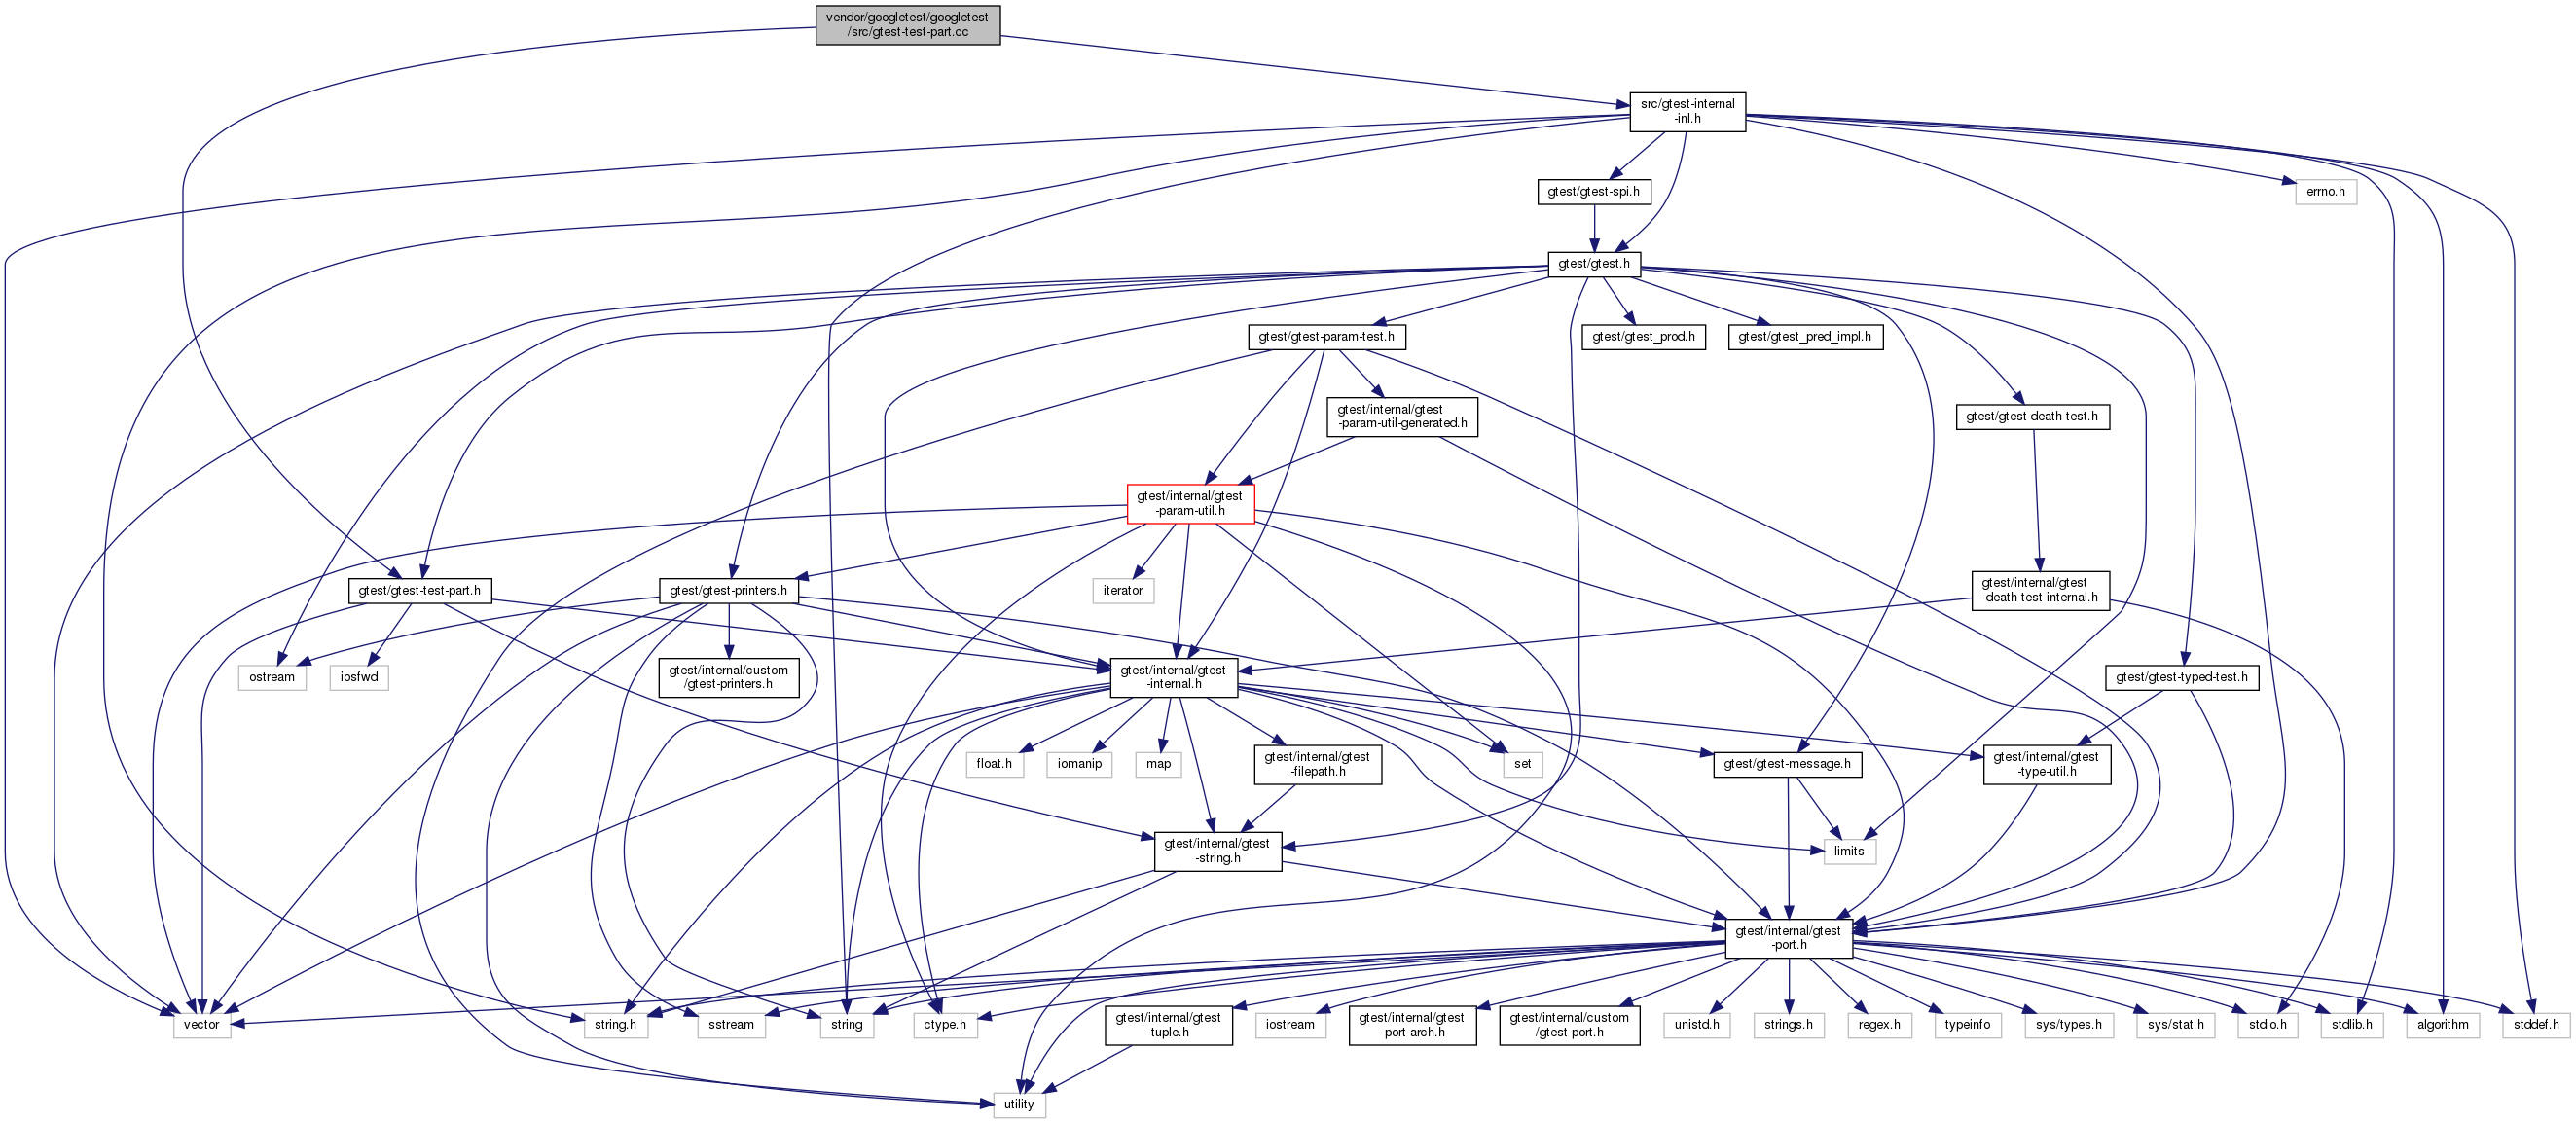 vendor/googletest/googletest
/src/gtest-test-part.cc
src/gtest-internal
-inl.h
gtest/gtest-spi.h
errno.h
gtest/gtest.h
gtest/gtest-param-test.h
gtest/gtest_prod.h
gtest/gtest_pred_impl.h
gtest/internal/gtest
-param-util-generated.h
gtest/gtest-death-test.h
gtest/internal/gtest
-param-util.h
gtest/gtest-test-part.h
gtest/gtest-printers.h
iterator
gtest/internal/gtest
-death-test-internal.h
ostream
iosfwd
gtest/internal/custom
/gtest-printers.h
gtest/internal/gtest
-internal.h
gtest/gtest-typed-test.h
float.h
iomanip
map
gtest/internal/gtest
-filepath.h
set
gtest/gtest-message.h
gtest/internal/gtest
-type-util.h
gtest/internal/gtest
-string.h
limits
gtest/internal/gtest
-port.h
vector
string.h
sstream
string
ctype.h
gtest/internal/gtest
-tuple.h
iostream
gtest/internal/gtest
-port-arch.h
gtest/internal/custom
/gtest-port.h
unistd.h
strings.h
regex.h
typeinfo
sys/types.h
sys/stat.h
stdio.h
stdlib.h
algorithm
stddef.h
utility